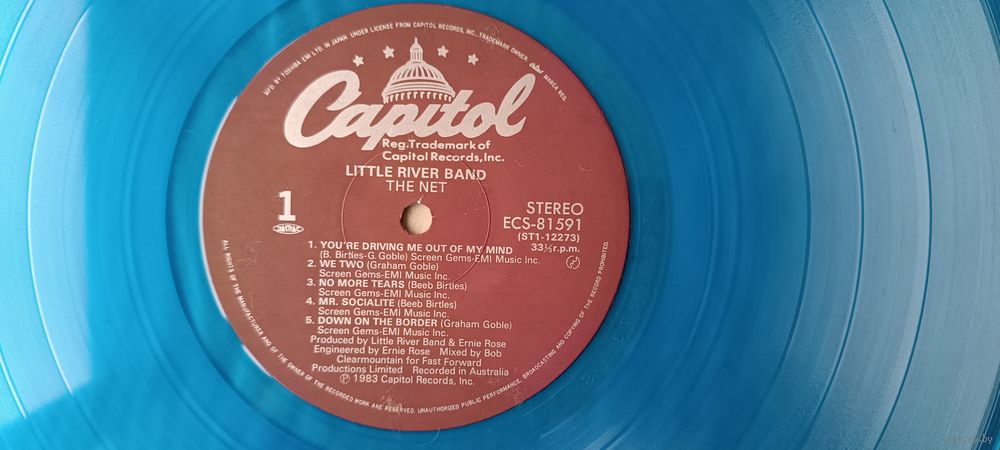 MFD. BY TOSHIBA EMI LTD. IN JAPAN. UNDER LICENSE FROM CAPITOL RECORDS, INC., TRADEMARK OWNER. MARCA REG.
Capitol
Reg.Trademark of
Capitol Records,Inc.
LITTLE RIVER BAND
THE NET
1
STEREO
ECS-81591
(ST1-12273)
33⅓r.p.m.
1. YOU'RE DRIVING ME OUT OF MY MIND
(B. Birtles-G. Goble) Screen Gems-EMI Music Inc.
2. WE TWO (Graham Goble)
Screen Gems-EMI Music Inc.
3. NO MORE TEARS (Beeb Birtles)
Screen Gems-EMI Music Inc.
4. MR. SOCIALITE (Beeb Birtles)
Screen Gems-EMI Music Inc.
5. DOWN ON THE BORDER (Graham Goble)
Screen Gems-EMI Music Inc.
Produced by Little River Band & Ernie Rose
Engineered by Ernie Rose Mixed by Bob
Clearmountain for Fast Forward
Productions Limited Recorded in Australia
℗ 1983 Capitol Records, Inc.
ALL RIGHTS OF THE MANUFACTURER AND OF THE OWNER OF THE RECORDED WORK ARE RESERVED. UNAUTHORIZED PUBLIC PERFORMANCE, BROADCASTING AND COPYING OF THE RECORD PROHIBITED.